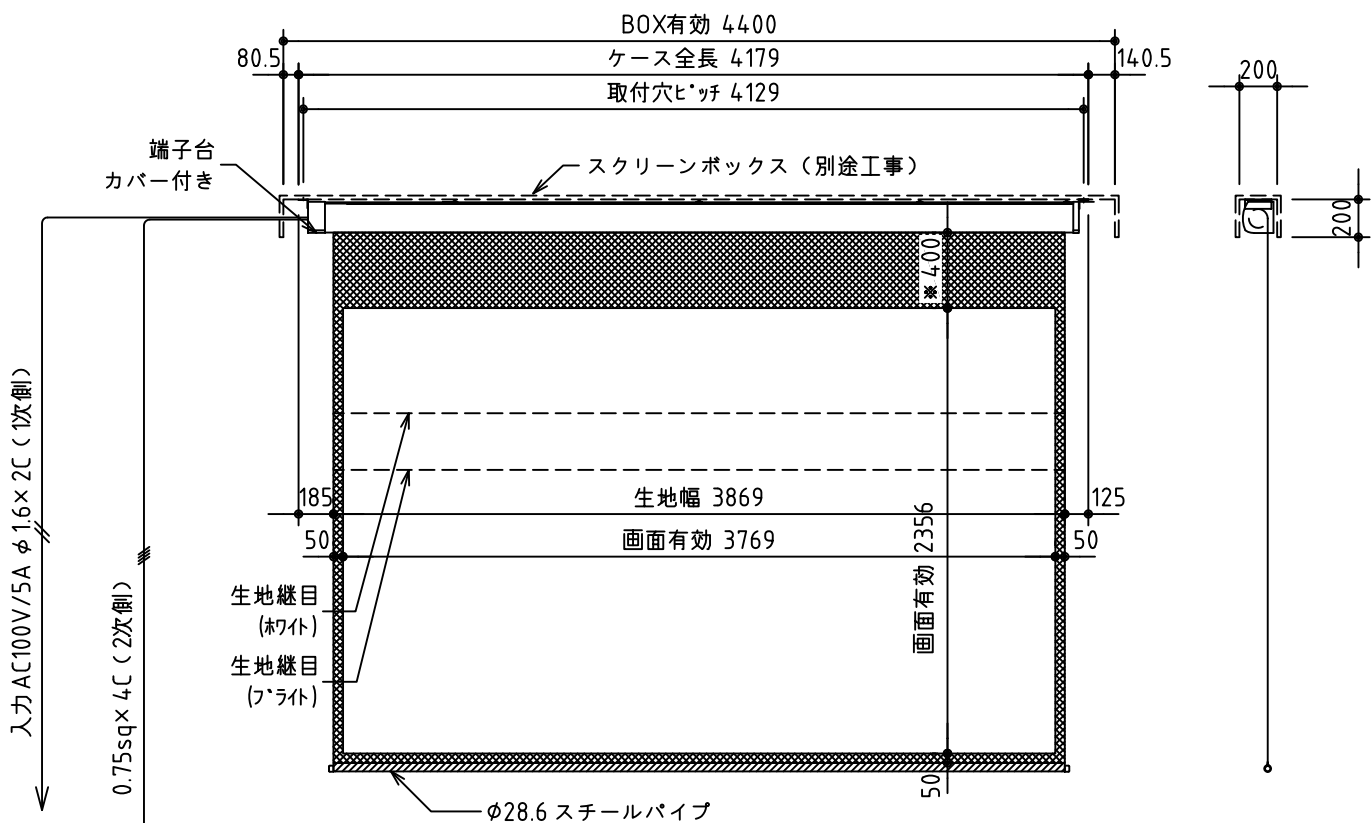 BOX有効 4400
80.5
ケース全長 4179
140.5
取付穴ピッチ 4129
200
端子台
カバー付き
スクリーンボックス（別途工事）
200
※ 400
入力AC100V/5A φ1.6×2C（1次側）
0.75sq×4C（2次側）
185
生地幅 3869
125
50
画面有効 3769
50
画面有効 2356
生地継目
(ホワイト)
生地継目
(ブライト)
50
φ28.6 スチールパイプ